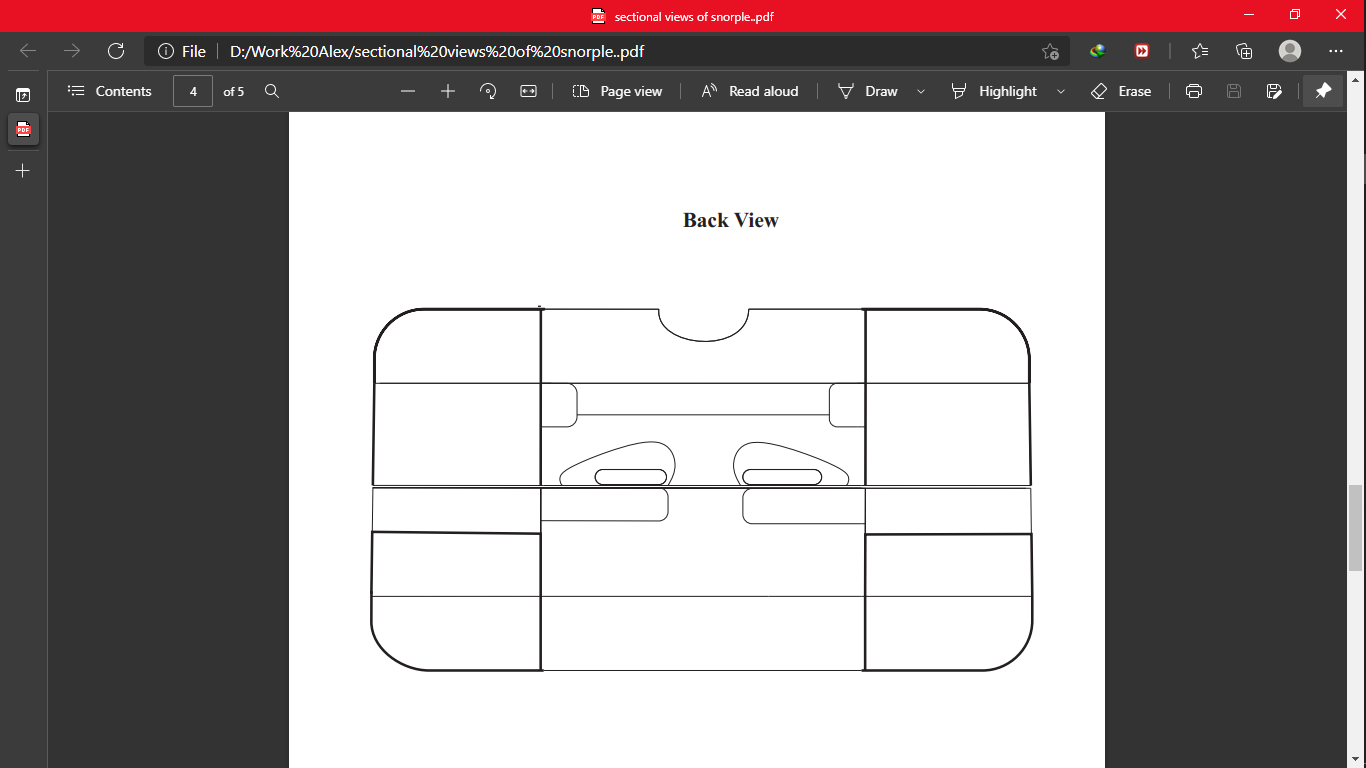 sectional views of snorple..pdf
File
D:/Work%20Alex/sectional%20views%20of%20snorple..pdf
Contents
4 of 5
Page view
Read aloud
Draw
Highlight
Erase
Back View